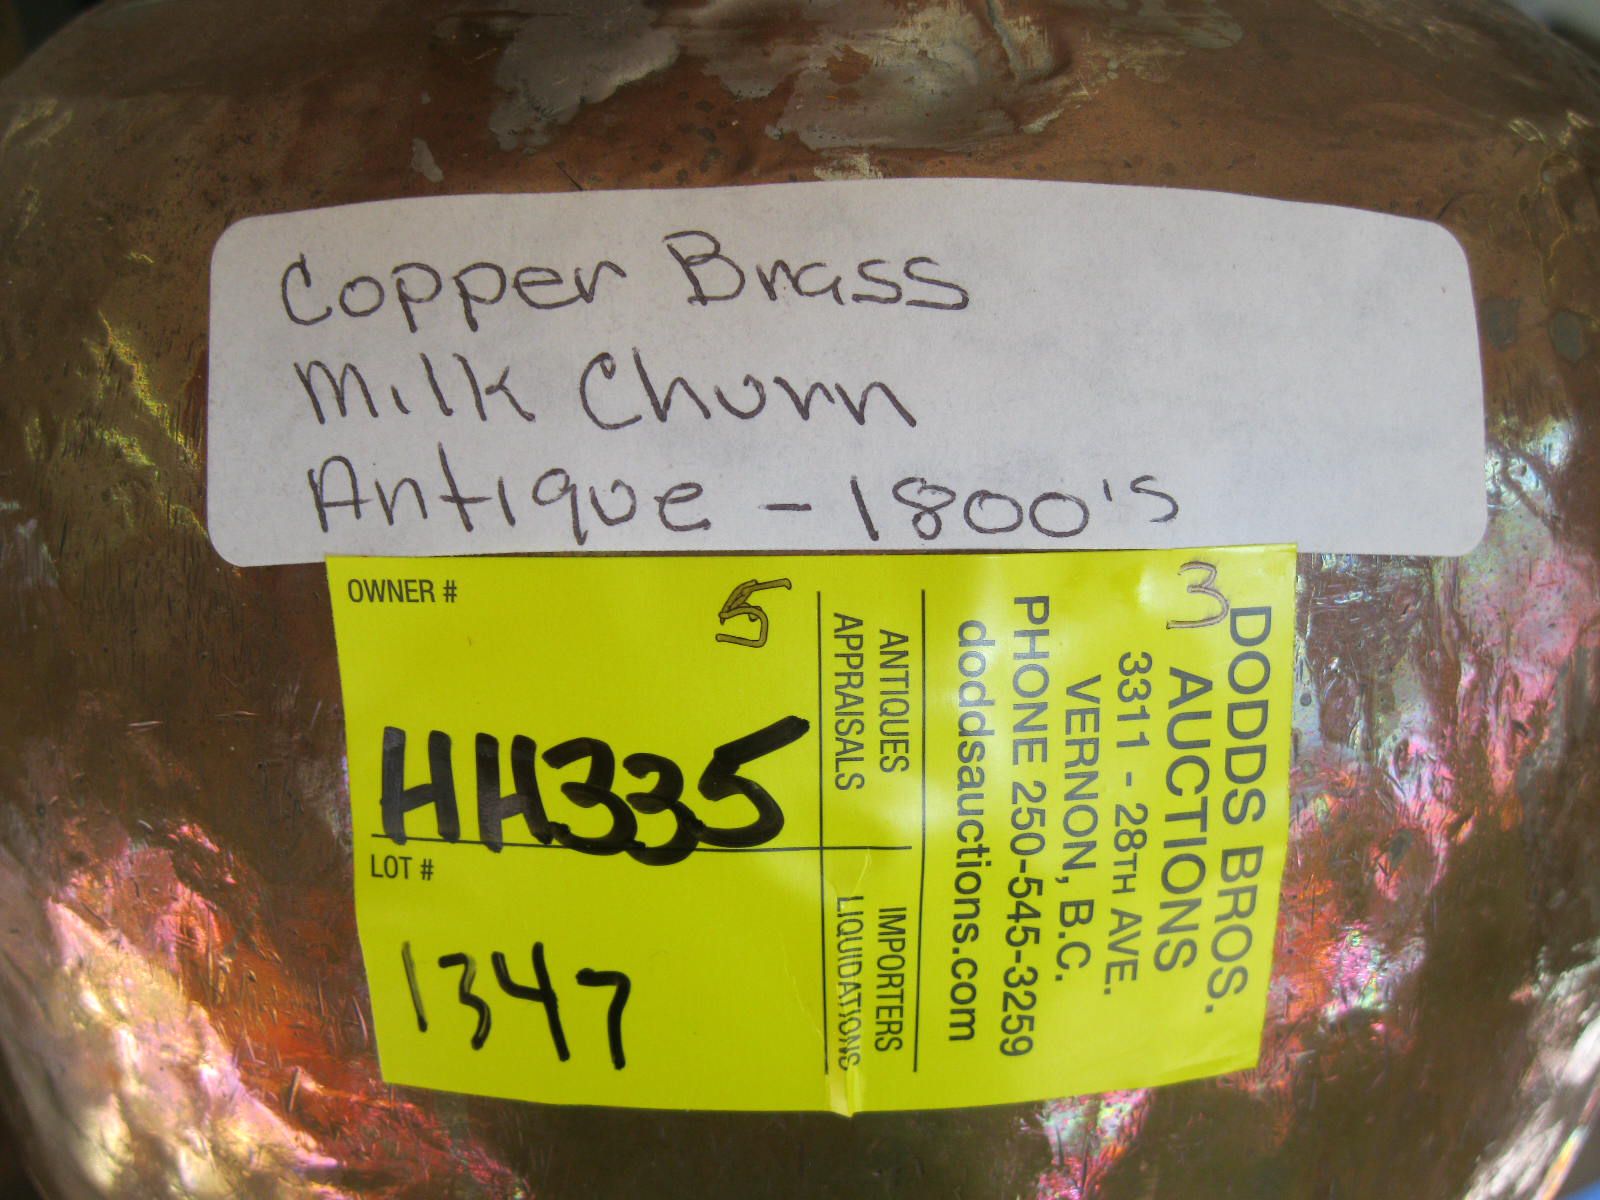 Copper Brass
Milk Churn
Antique - 1800's
OWNER #
5
HH335
LOT #
1347
ANTIQUES
APPRAISALS
IMPORTERS
LIQUIDATIONS
3
DODDS BROS.
AUCTIONS
3311 - 28TH AVE.
VERNON, B.C.
PHONE 250-545-3259
doddsauctions.com